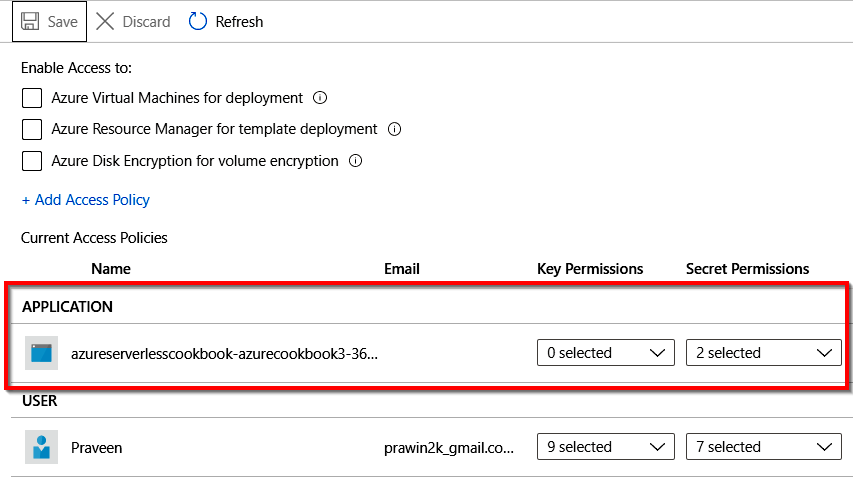 Save Discard Refresh
Enable Access to:
Azure Virtual Machines for deployment
Azure Resource Manager for template deployment
Azure Disk Encryption for volume encryption
+ Add Access Policy
Current Access Policies
Name Email Key Permissions Secret Permissions
APPLICATION
azureserverlesscookbook-azurecookbook3-36... 0 selected 2 selected
USER
Praveen prawin2k_gmail.co... 9 selected 7 selected